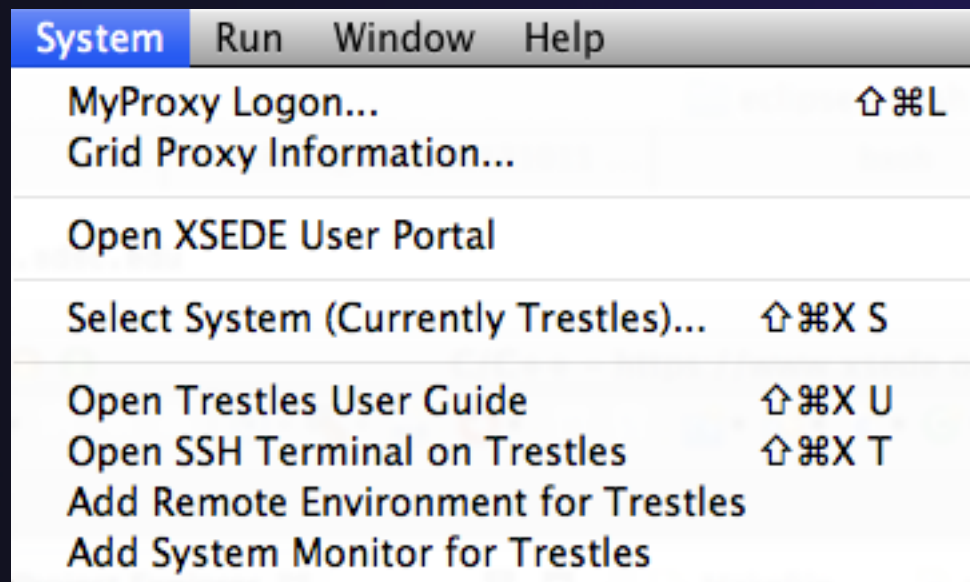 System Run Window Help
MyProxy Logon... ⇧⌘L
Grid Proxy Information...
Open XSEDE User Portal
Select System (Currently Trestles)... ⇧⌘X S
Open Trestles User Guide ⇧⌘X U
Open SSH Terminal on Trestles ⇧⌘X T
Add Remote Environment for Trestles
Add System Monitor for Trestles